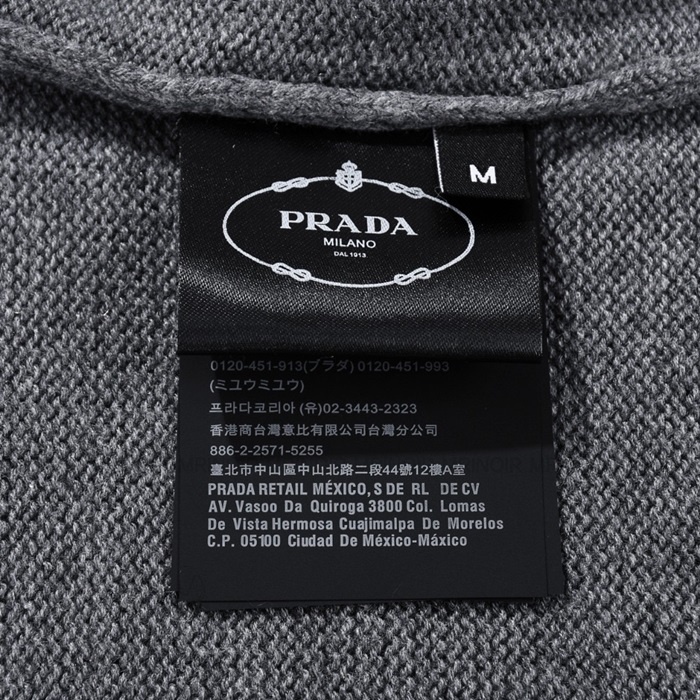 M
PRADA
MILANO
DAL 1913
0120-451-913(プラダ) 0120-451-993
(ミユウミユウ)
프라다코리아 (유)02-3443-2323
香港商台灣意比有限公司台灣分公司
886-2-2571-5255
臺北市中山區中山北路二段44號12樓A室
PRADA RETAIL MÉXICO, S DE RL DE CV
AV. Vasoo Da Quiroga 3800 Col. Lomas
De Vista Hermosa Cuajimalpa De Morelos
C.P. 05100 Ciudad De México-México